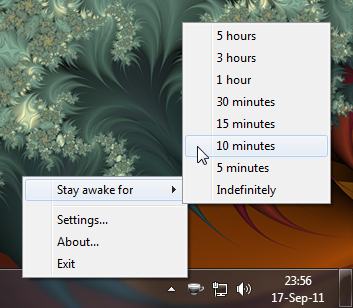 5 hours
3 hours
1 hour
30 minutes
15 minutes
10 minutes
5 minutes
Indefinitely
Stay awake for
Settings...
About...
Exit
23:56
17-Sep-11